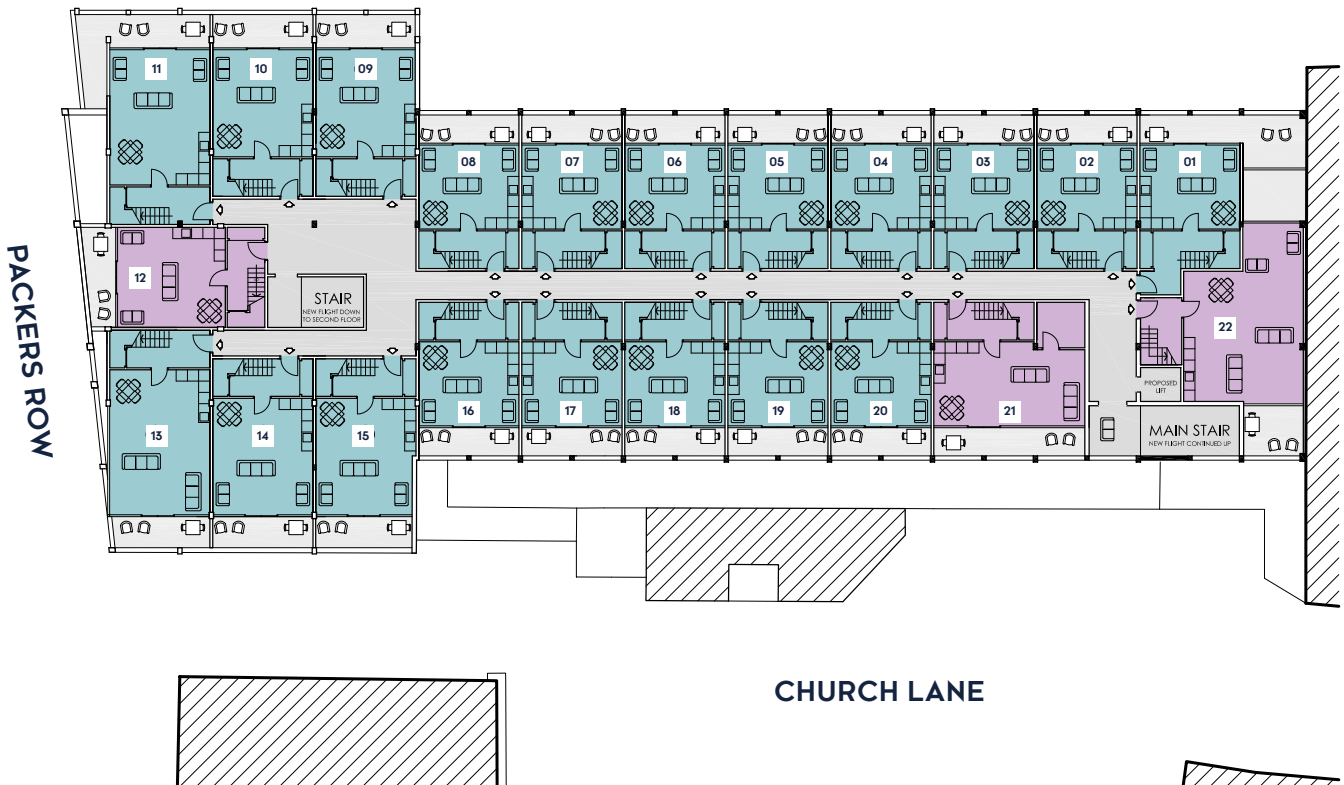 11
10
09
08
07
06
05
04
03
02
01
12
STAIR
NEW FLIGHT DOWN
TO SECOND FLOOR
PACKERS ROW
22
PROPOSED
LIFT
16
17
18
19
20
21
13
14
15
MAIN STAIR
NEW FLIGHT CONTINUED UP
CHURCH LANE